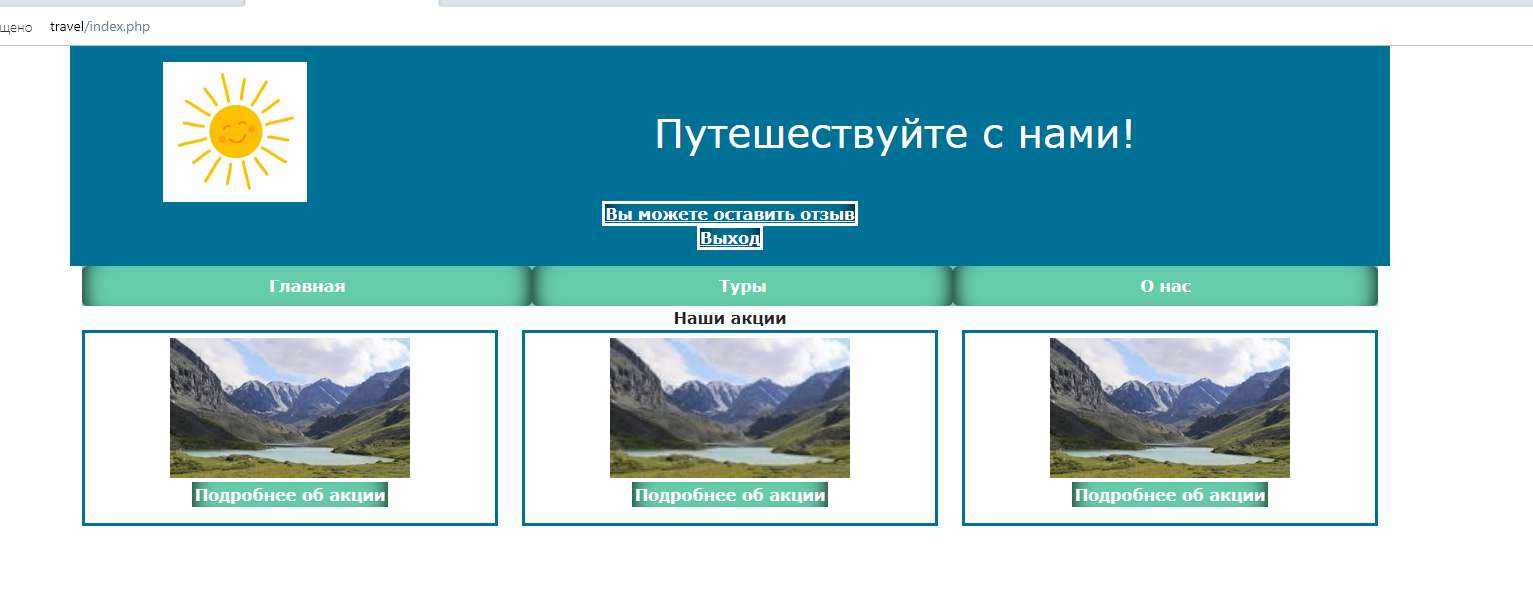 щено travel/index.php
Путешествуйте с нами!
Вы можете оставить отзыв
Выход
Главная Туры О нас
Наши акции
Подробнее об акции Подробнее об акции Подробнее об акции